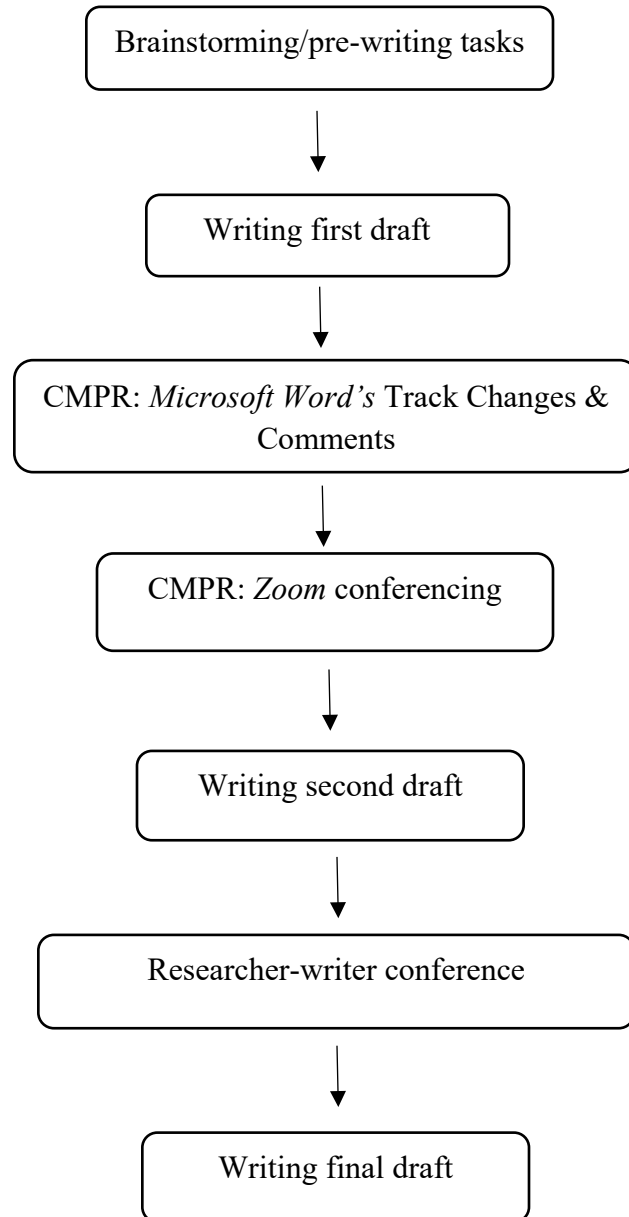 Brainstorming/pre-writing tasks
Writing first draft
CMPR: Microsoft Word’s Track Changes &
Comments
CMPR: Zoom conferencing
Writing second draft
Researcher-writer conference
Writing final draft